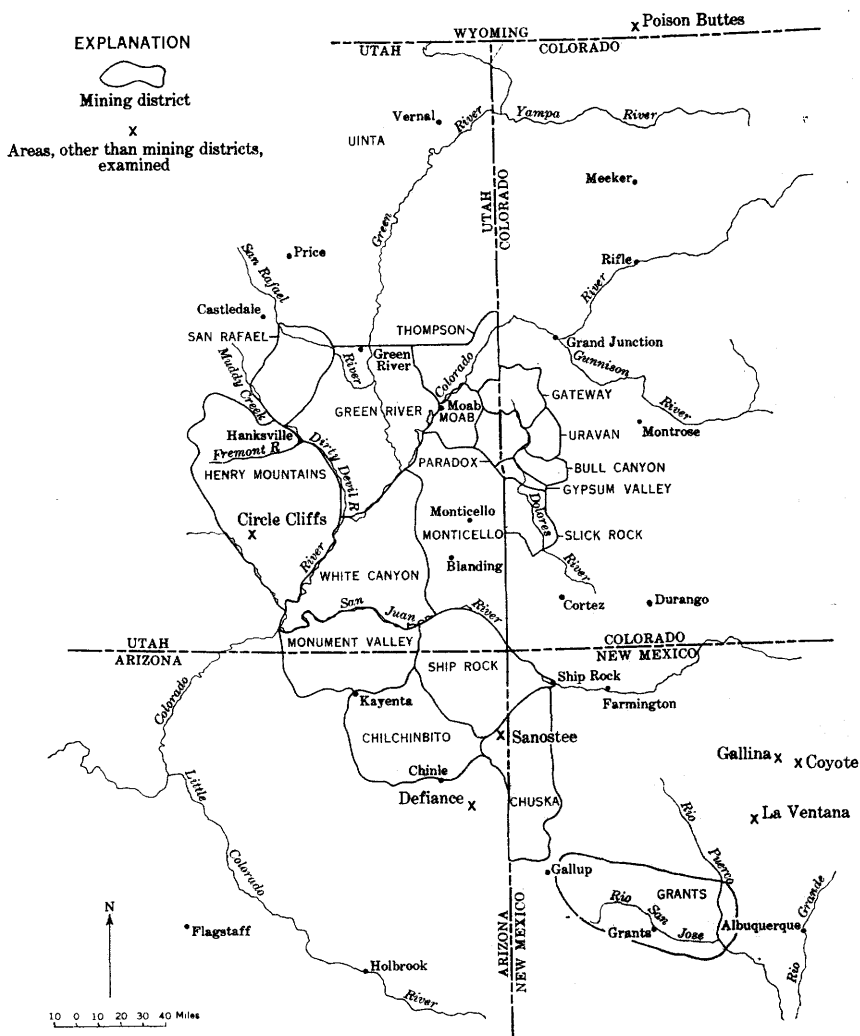 EXPLANATION
Mining district
x
Areas, other than mining districts,
examined
x Poison Buttes
WYOMING
UTAH
COLORADO
Vernal
River
Yampa
River
UINTA
Green
UTAH
COLORADO
Meeker
San Rafael
Price
Rifle
River
Castledale
SAN RAFAEL
THOMPSON
Grand Junction
Muddy Creek
River
Green
River
Colorado
Gunnison
River
GATEWAY
GREEN RIVER
Moab
MOAB
Montrose
Hanksville
Fremont R
Dirty Devil R
URAVAN
PARADOX
BULL CANYON
HENRY MOUNTAINS
GYPSUM VALLEY
Circle Cliffs
x
Monticello
Dolores
MONTICELLO
SLICK ROCK
River
Blanding
River
WHITE CANYON
San
Juan
River
Cortez
Durango
MONUMENT VALLEY
UTAH
ARIZONA
COLORADO
NEW MEXICO
SHIP ROCK
Ship Rock
Farmington
Colorado
Kayenta
CHILCHINBITO
x Sanostee
Gallina x
x Coyote
Chinle
Defiance x
CHUSKA
x La Ventana
Little
Colorado
River
Rio
Puerco
Gallup
GRANTS
Rio
San
Jose
Grants
Albuquerque
Rio
Grande
ARIZONA
NEW MEXICO
N
Flagstaff
Holbrook
10 0 10 20 30 40 Miles